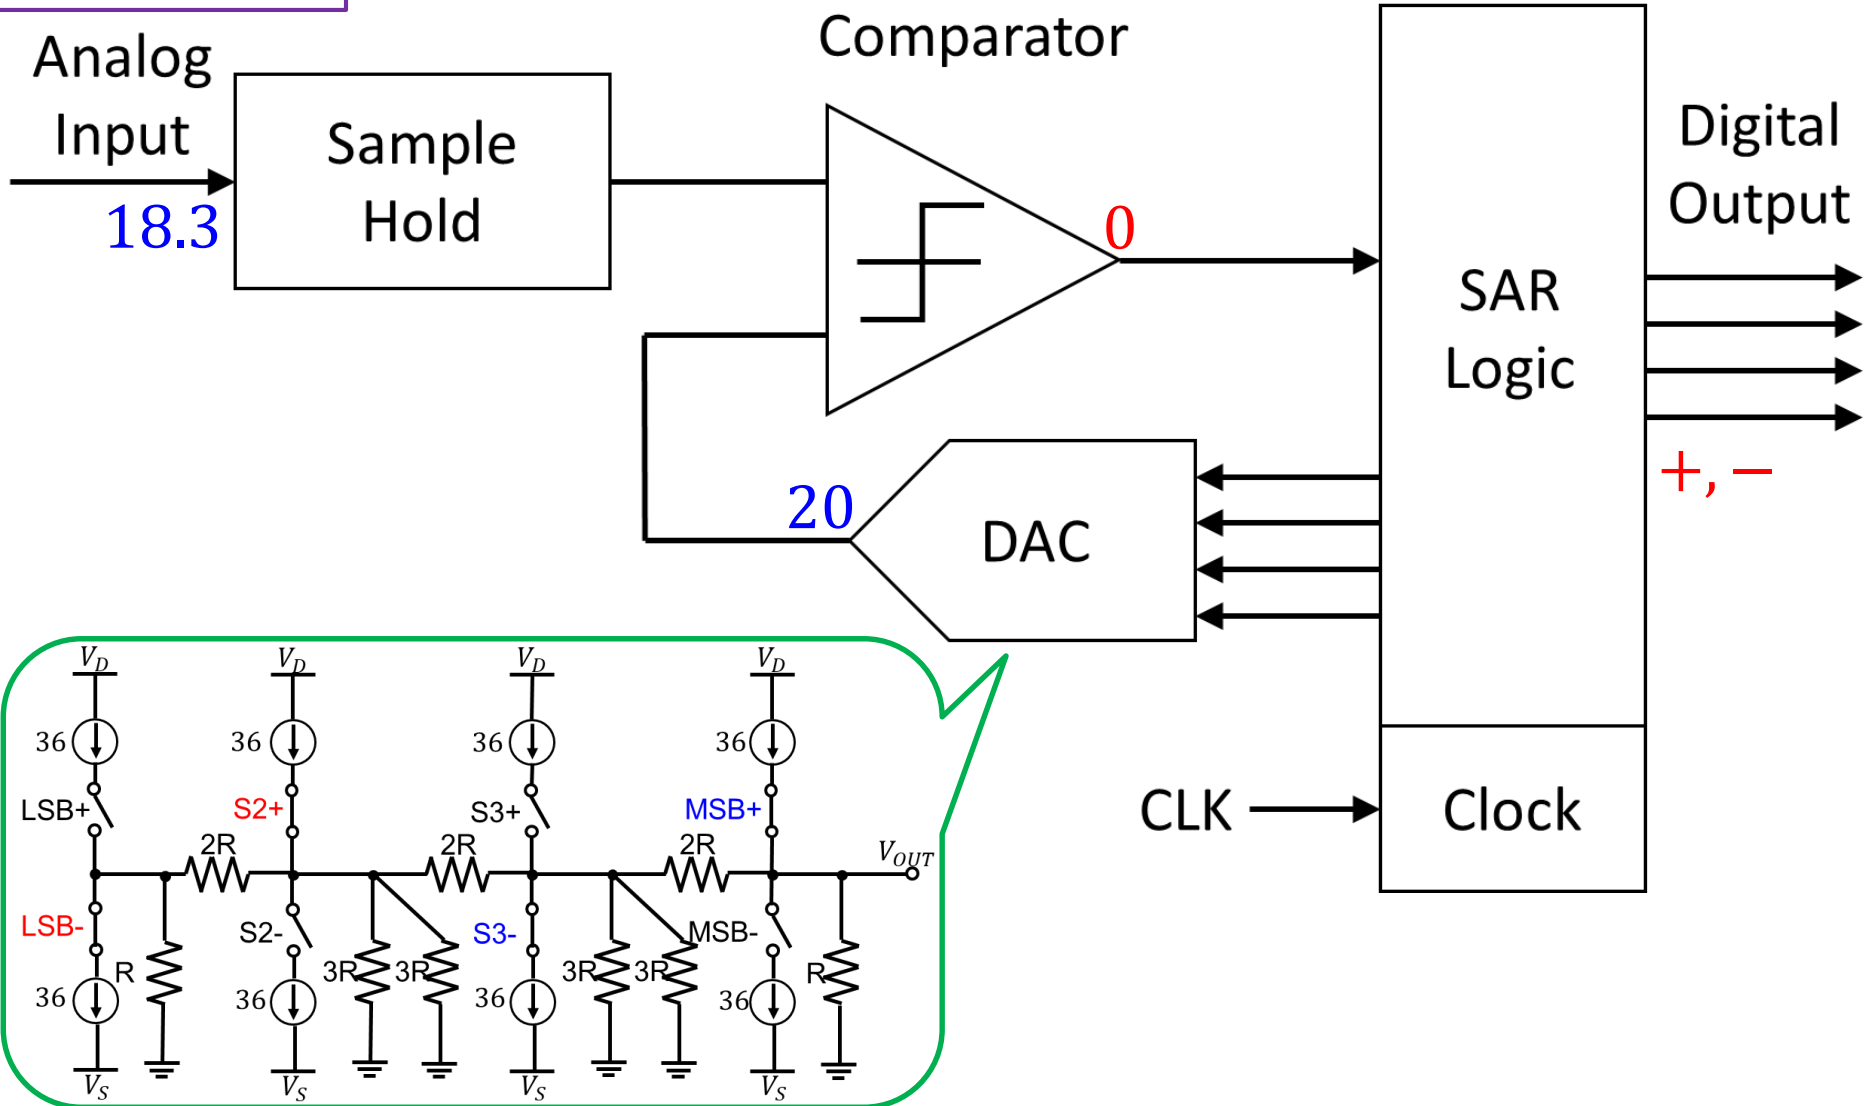 Analog
Input
18.3
Sample
Hold
Comparator
0
SAR
Logic
Digital
Output
+, −
20
DAC
CLK
Clock
V_D V_D V_D V_D
36 36 36 36
LSB+ S2+ S3+ MSB+
2R 2R 2R V_OUT
LSB- S2- S3- MSB-
R 3R 3R 3R 3R R
36 36 36 36
V_S V_S V_S V_S